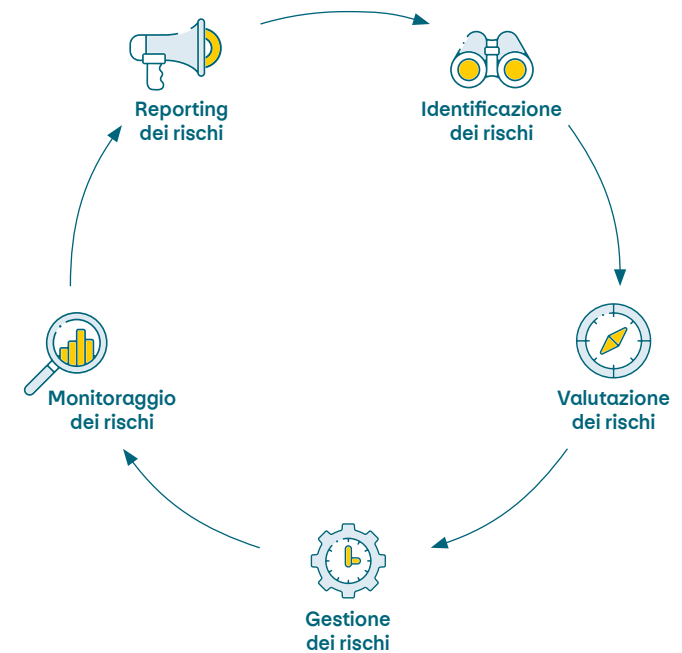 Reporting
dei rischi
Identificazione
dei rischi
Monitoraggio
dei rischi
Valutazione
dei rischi
Gestione
dei rischi